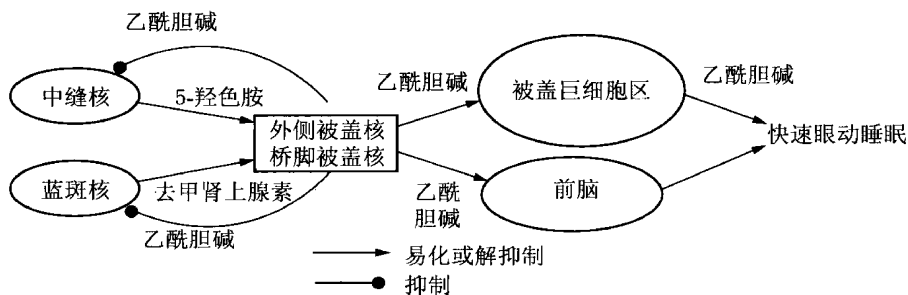 乙酰胆碱
中缝核
5-羟色胺
外侧被盖核
桥脚被盖核
蓝斑核
去甲肾上腺素
乙酰胆碱
乙酰胆碱
被盖巨细胞区
乙酰胆碱
快速眼动睡眠
乙酰
胆碱
前脑
易化或解抑制
抑制